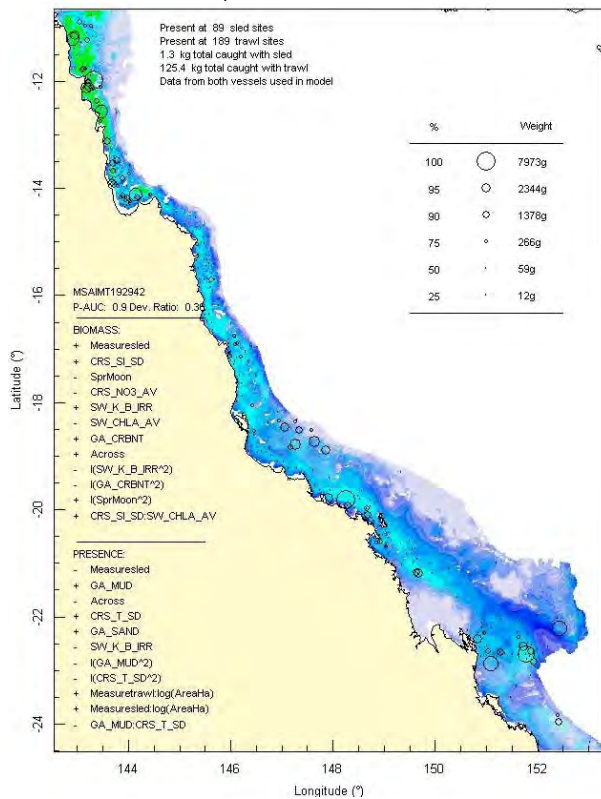 Present at 89 sled sites
Present at 189 trawl sites
1.3 kg total caught with sled
125.4 kg total caught with trawl
Data from both vessels used in model
% Weight
100 7973g
95 2344g
90 1378g
75 266g
50 59g
25 12g
MSAIMT192942
P-AUC: 0.9 Dev. Ratio: 0.36
BIOMASS:
+ Measuresled
+ CRS_SI_SD
- SprMoon
- CRS_NO3_AV
+ SW_K_B_IRR
- SW_CHLA_AV
+ GA_CRBNT
+ Across
- I(SW_K_B_IRR^2)
- I(GA_CRBNT^2)
+ I(SprMoon^2)
+ CRS_SI_SD:SW_CHLA_AV
PRESENCE:
- Measuresled
+ GA_MUD
- Across
+ CRS_T_SD
+ GA_SAND
- SW_K_B_IRR
- I(GA_MUD^2)
- I(CRS_T_SD^2)
+ Measuretrawl:log(AreaHa)
+ Measuresled:log(AreaHa)
- GA_MUD:CRS_T_SD
Latitude (°)
-12
-14
-16
-18
-20
-22
-24
144 146 148 150 152
Longitude (°)